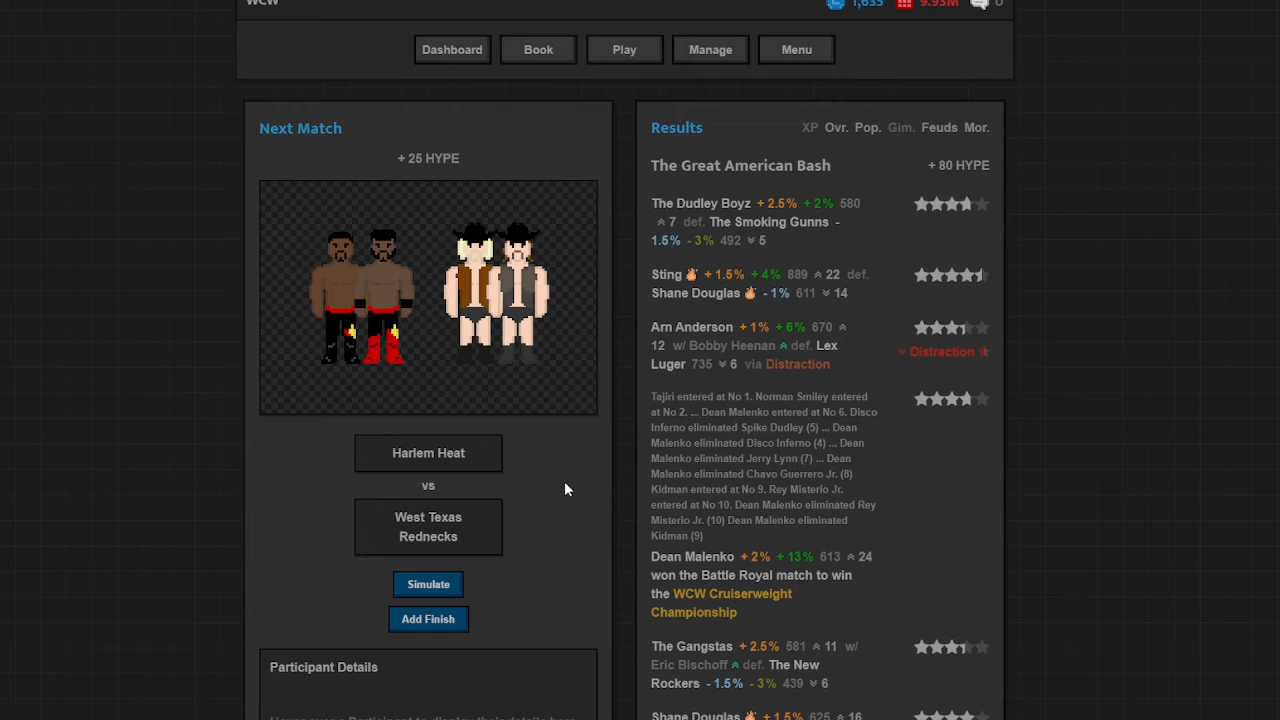 WCW
1,635
9.93M
0
Dashboard
Book
Play
Manage
Menu
Next Match
+ 25 HYPE
Harlem Heat
vs
West Texas
Rednecks
Simulate
Add Finish
Participant Details
Hover over a Participant to display their details here
Results
XP Ovr. Pop. Gim. Feuds Mor.
The Great American Bash
+ 80 HYPE
The Dudley Boyz + 2.5% + 2% 580
7 def. The Smoking Gunns -
1.5% - 3% 492 5
Sting + 1.5% + 4% 889 22 def.
Shane Douglas - 1% 611 14
Arn Anderson + 1% + 6% 670
12 w/ Bobby Heenan def. Lex
Luger 735 6 via Distraction
Distraction
Tajiri entered at No 1. Norman Smiley entered
at No 2. ... Dean Malenko entered at No 6. Disco
Inferno eliminated Spike Dudley (5) ... Dean
Malenko eliminated Disco Inferno (4) ... Dean
Malenko eliminated Jerry Lynn (7) ... Dean
Malenko eliminated Chavo Guerrero Jr. (8)
Kidman entered at No 9. Rey Misterio Jr.
entered at No 10. Dean Malenko eliminated Rey
Misterio Jr. (10) Dean Malenko eliminated
Kidman (9)
Dean Malenko + 2% + 13% 613 24
won the Battle Royal match to win
the WCW Cruiserweight
Championship
The Gangstas + 2.5% 581 11 w/
Eric Bischoff def. The New
Rockers - 1.5% - 3% 439 6
Shane Douglas + 1.5% 625 16